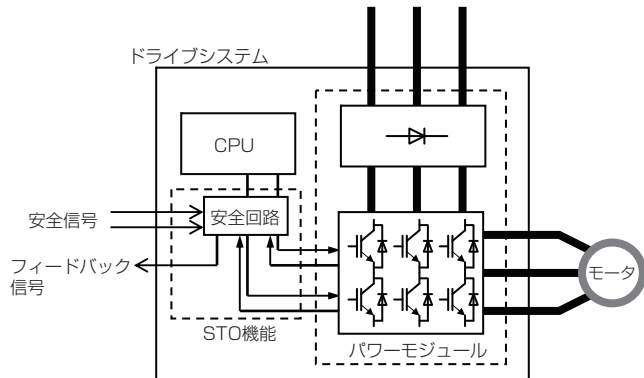 ドライブシステム
CPU
安全信号
安全回路
フィードバック
信号
モータ
STO機能
パワーモジュール